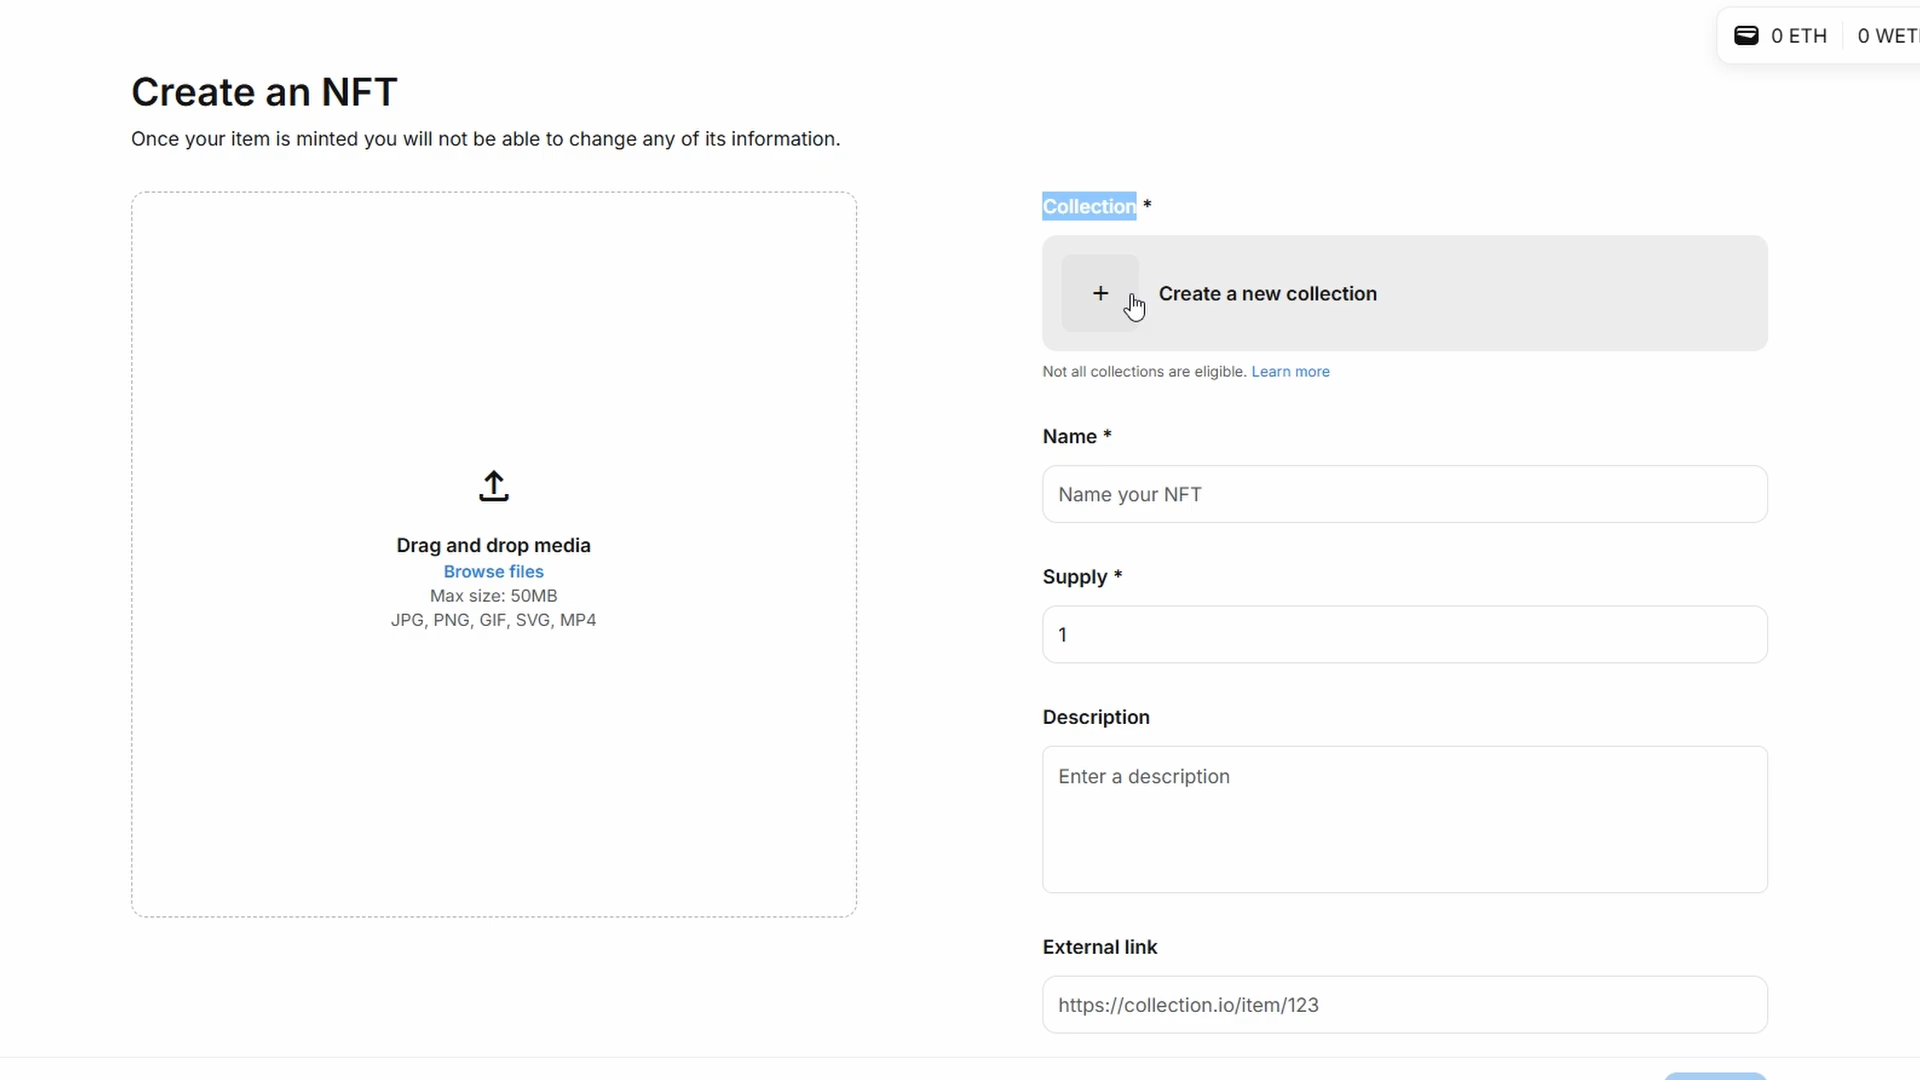 0 ETH
0 WET
Create an NFT
Once your item is minted you will not be able to change any of its information.
Collection *
+ Create a new collection
Not all collections are eligible. Learn more
Name *
Name your NFT
Supply *
1
Description
Enter a description
External link
https://collection.io/item/123
Drag and drop media
Browse files
Max size: 50MB
JPG, PNG, GIF, SVG, MP4